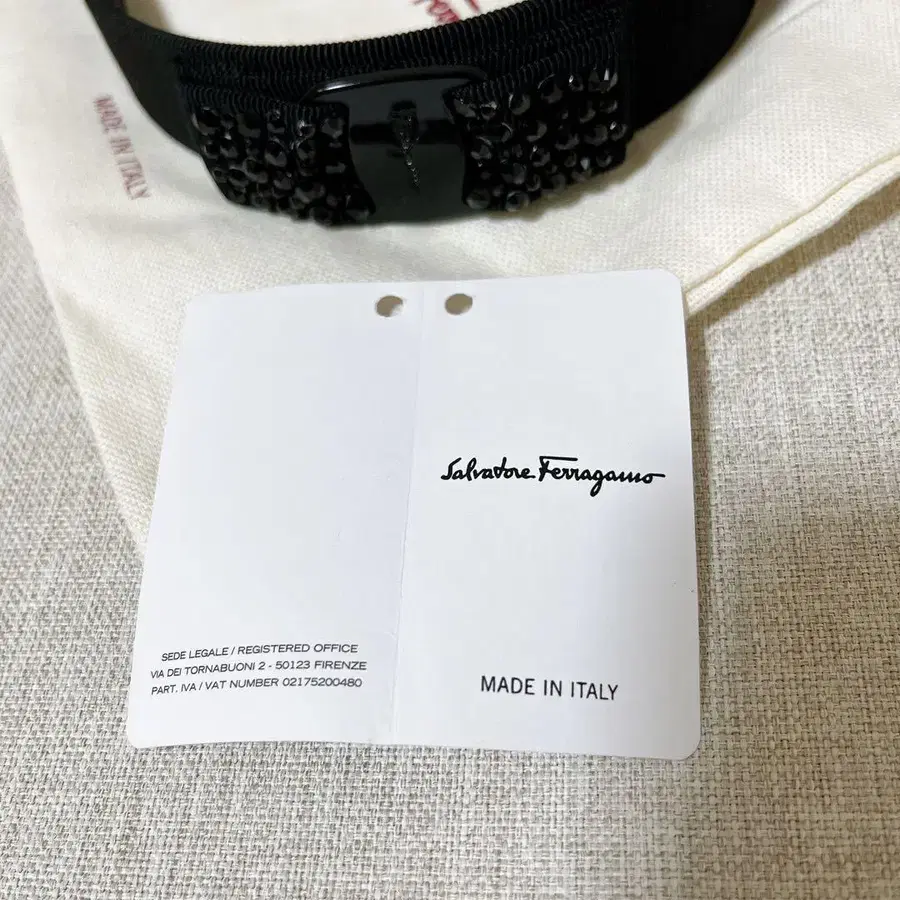 MADE IN ITALY
Salvatore Ferragamo
SEDE LEGALE / REGISTERED OFFICE
VIA DEI TORNABUONI 2 - 50123 FIRENZE
PART. IVA / VAT NUMBER 02175200480
MADE IN ITALY